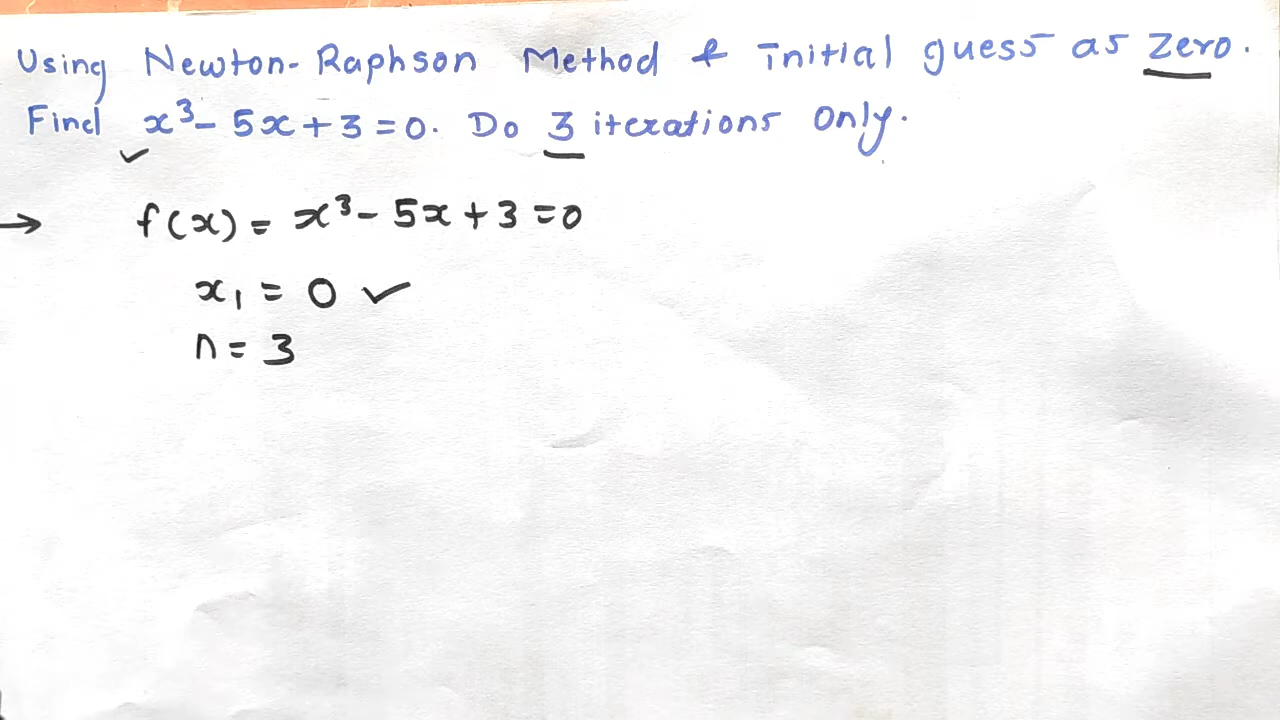 Using Newton-Raphson Method & Initial guess as zero.
Find x³- 5x+3=0. Do 3 iterations only.
✓
→ f(x) = x³- 5x+3=0
x₁ = 0 ✓
n = 3